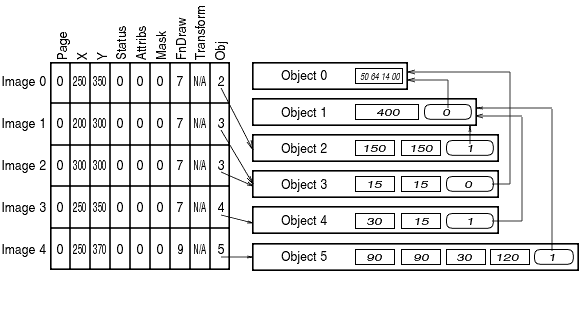 Page X Y Status Attribs Mask FnDraw Transform Obj
Image 0 0 250 350 0 0 0 7 N/A 2
Image 1 0 200 300 0 0 0 7 N/A 3
Image 2 0 300 300 0 0 0 7 N/A 3
Image 3 0 250 350 0 0 0 7 N/A 4
Image 4 0 250 370 0 0 0 9 N/A 5
Object 0 50 64 14 00
Object 1 400 0
Object 2 150 150 1
Object 3 15 15 0
Object 4 30 15 1
Object 5 90 90 30 120 1